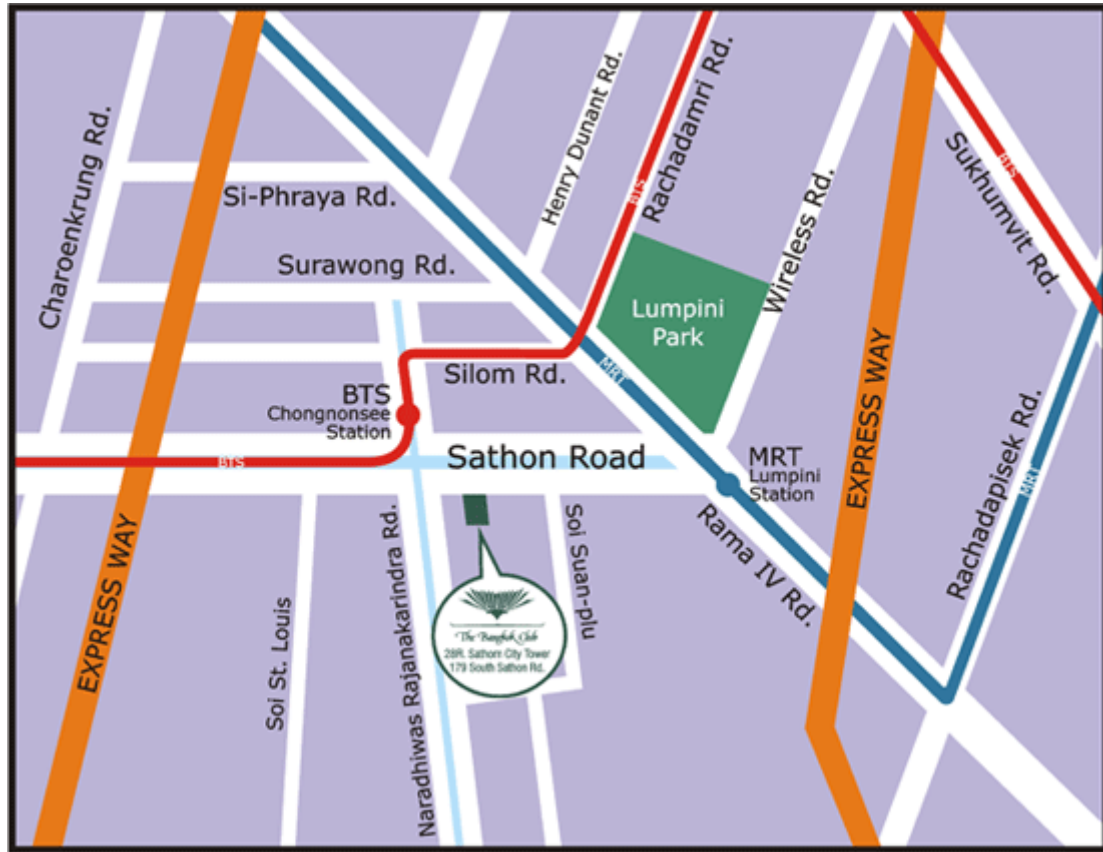 Charoenkrung Rd.
Si-Phraya Rd.
Surawong Rd.
Henry Dunant Rd.
BTS
Rachadamri Rd.
Wireless Rd.
BTS
Sukhumvit Rd.
Lumpini
Park
MRT
Silom Rd.
BTS
Chongnonsee
Station
BTS
Sathon Road
MRT
Lumpini
Station
EXPRESS WAY
Rachadapisek Rd.
MRT
Rama IV Rd.
EXPRESS WAY
Soi St. Louis
Naradhiwas Rajanakarindra Rd.
Soi Suan-plu
The Bangkok Club
28R. Sathorn City Tower
179 South Sathon Rd.